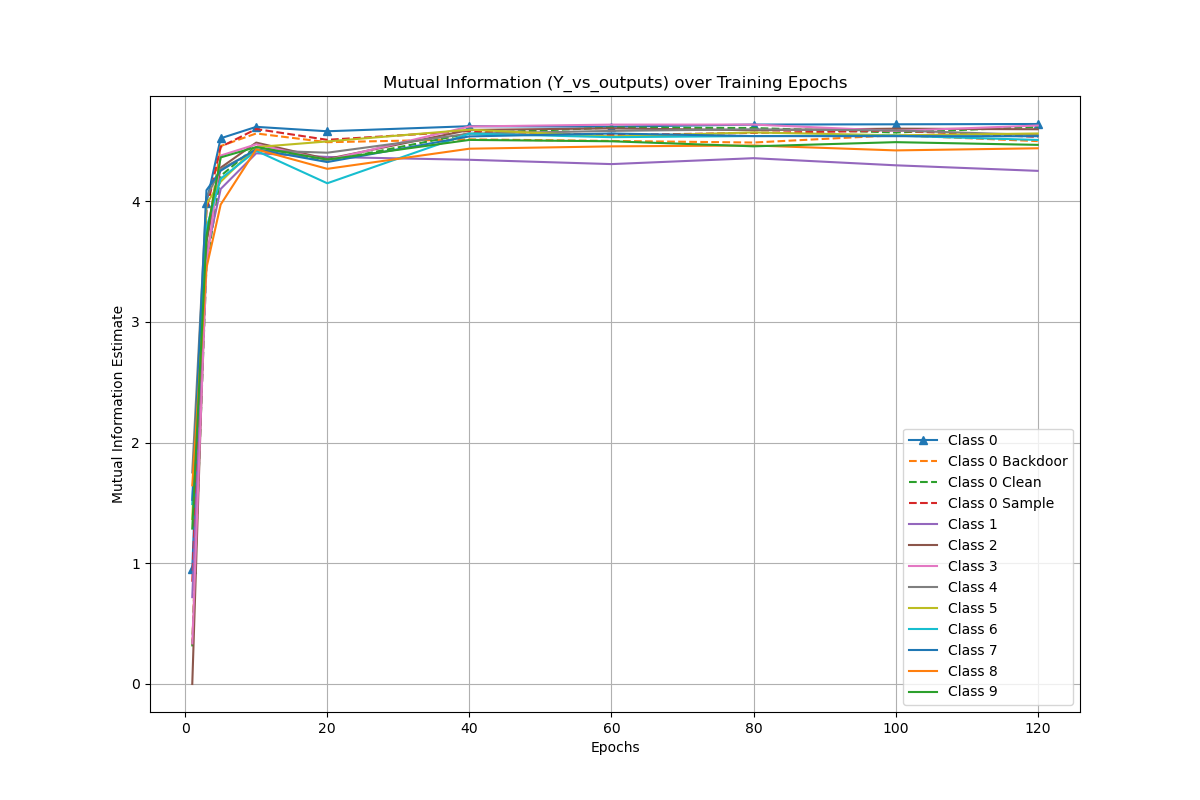 Mutual Information (Y_vs_outputs) over Training Epochs
Mutual Information Estimate
4
3
2
1
0
0 20 40 60 80 100 120
Epochs
Class 0
Class 0 Backdoor
Class 0 Clean
Class 0 Sample
Class 1
Class 2
Class 3
Class 4
Class 5
Class 6
Class 7
Class 8
Class 9